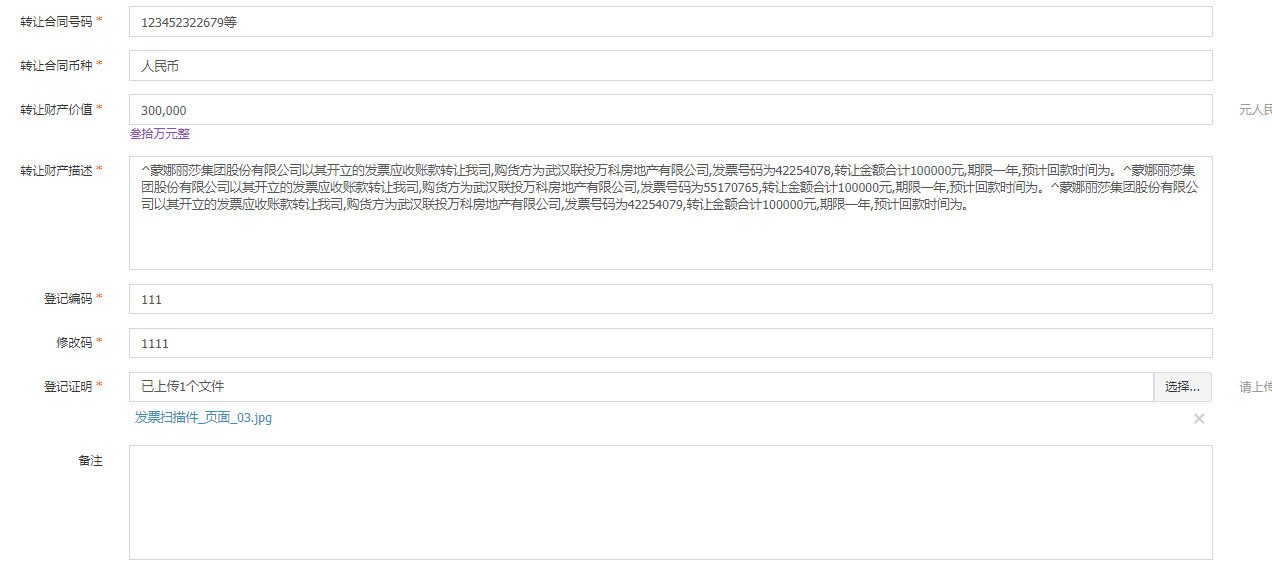 转让合同号码 * 123452322679等
转让合同币种 * 人民币
转让财产价值 * 300,000 元人民
叁拾万元整
转让财产描述 * ^蒙娜丽莎集团股份有限公司以其开立的发票应收账款转让我司,购货方为武汉联投万科房地产有限公司,发票号码为42254078,转让金额合计100000元,期限一年,预计回款时间为。^蒙娜丽莎集
团股份有限公司以其开立的发票应收账款转让我司,购货方为武汉联投万科房地产有限公司,发票号码为55170765,转让金额合计100000元,期限一年,预计回款时间为。^蒙娜丽莎集团股份有限公
司以其开立的发票应收账款转让我司,购货方为武汉联投万科房地产有限公司,发票号码为42254079,转让金额合计100000元,期限一年,预计回款时间为。
登记编码 * 111
修改码 * 1111
登记证明 * 已上传1个文件 选择... 请上传
发票扫描件_页面_03.jpg ×
备注